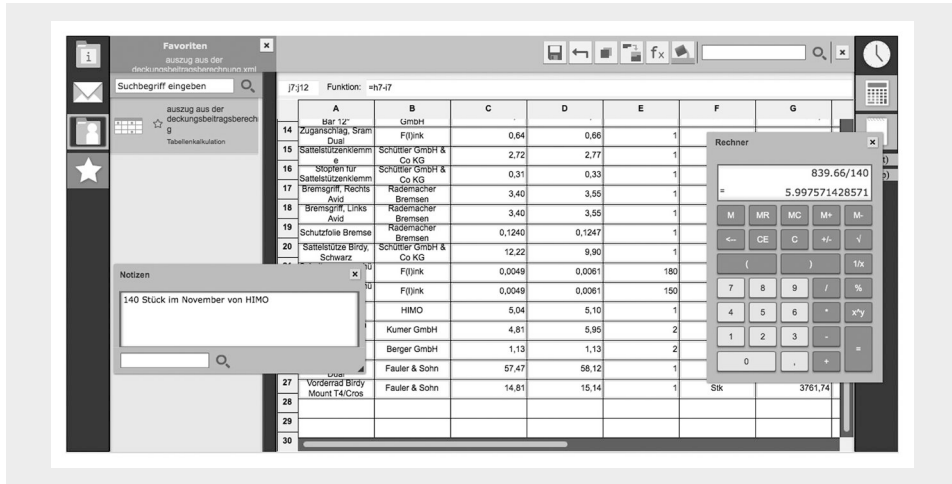 Favoriten
auszug aus der
deckungsbeitragsberechnung.xml
Suchbegriff eingeben
auszug aus der
deckungsbeitragsberech
g
Tabellenkalkulation
j7:j12 Funktion: =h7-i7
A B C D E F G
Bar 12" GmbH
14 Zuganschlag, Sram Dual F(l)ink 0,64 0,66 1
15 Sattelstützenklemm e Schüttler GmbH & Co KG 2,72 2,77 1
16 Stopfen für Sattelstützenklemm Schüttler GmbH & Co KG 0,31 0,33 1
17 Bremsgriff, Rechts Avid Rademacher Bremsen 3,40 3,55 1
18 Bremsgriff, Links Avid Rademacher Bremsen 3,40 3,55 1
19 Schutzfolie Bremse Rademacher Bremsen 0,1240 0,1247 1
20 Sattelstütze Birdy, Schwarz Schüttler GmbH & Co KG 12,22 9,90 1
F(l)ink 0,0049 0,0061 180
F(l)ink 0,0049 0,0061 150
HIMO 5,04 5,10 1
Kumer GmbH 4,81 5,95 2
Berger GmbH 1,13 1,13 2
Dual Fauler & Sohn 57,47 58,12 1
27 Vorderrad Birdy Mount T4/Cros Fauler & Sohn 14,81 15,14 1 Stk 3761,74
28
29
30
Notizen
140 Stück im November von HIMO
Rechner
839.66/140
= 5.997571428571
M MR MC M+ M-
<-- CE C +/- √
( ) 1/x
7 8 9 / %
4 5 6 * x^y
1 2 3 - =
0 , +